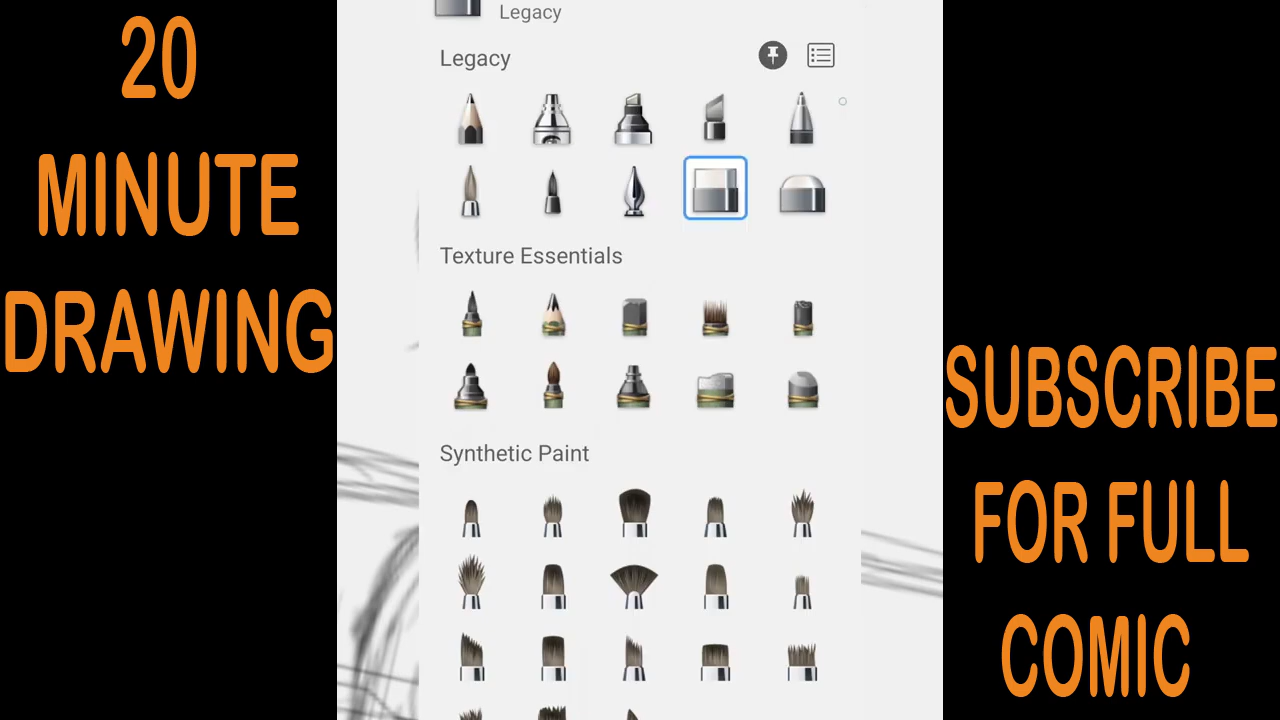 20
MINUTE
DRAWING
Legacy
Legacy
Texture Essentials
Synthetic Paint
SUBSCRIBE
FOR FULL
COMIC